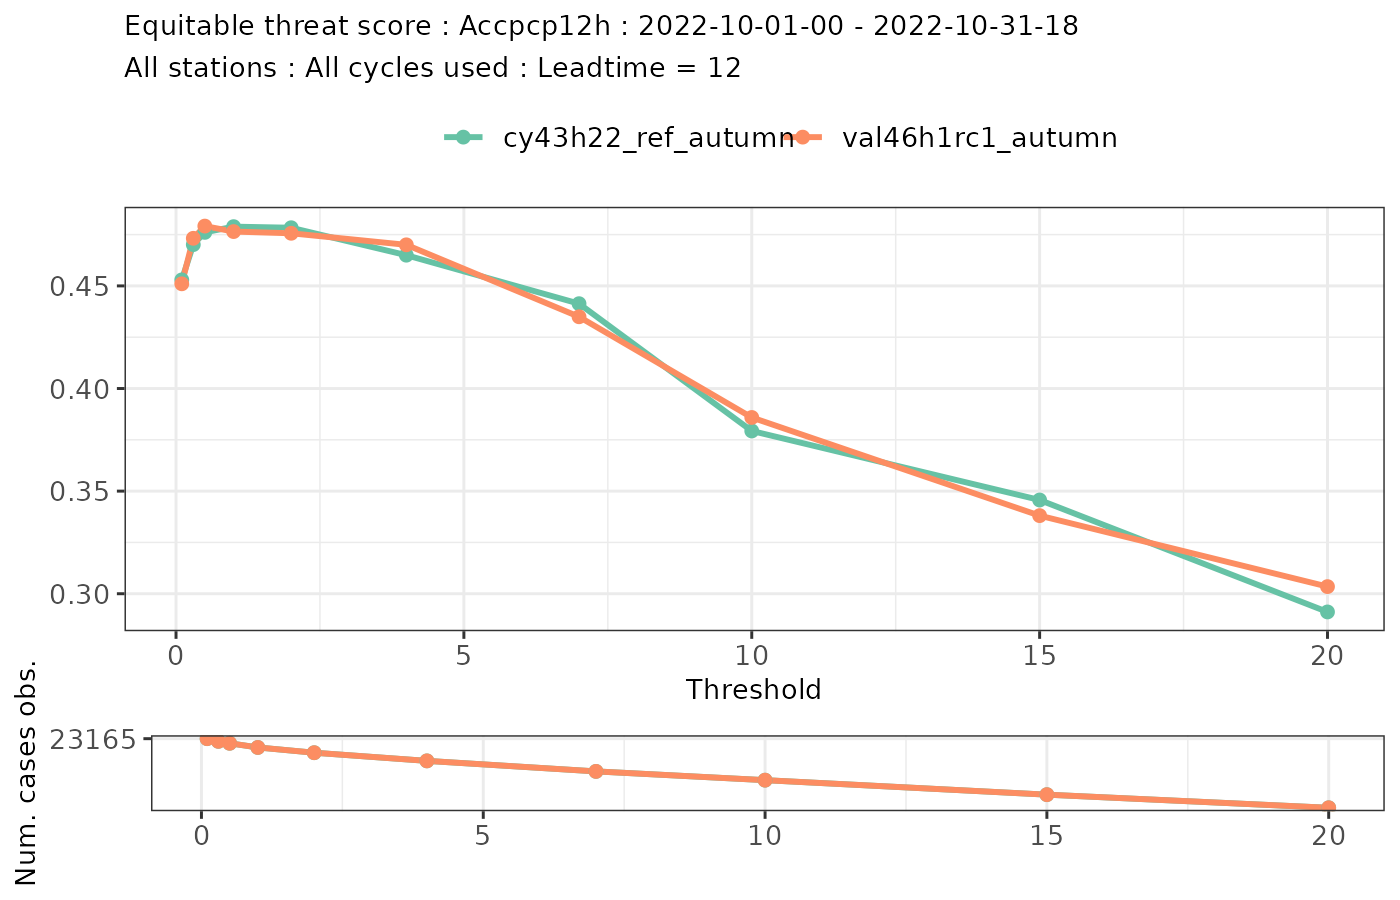 Equitable threat score : Accpcp12h : 2022-10-01-00 - 2022-10-31-18
All stations : All cycles used : Leadtime = 12
cy43h22_ref_autumn val46h1rc1_autumn
0.45
0.40
0.35
0.30
0 5 10 15 20
Threshold
Num. cases obs.
23165
0 5 10 15 20